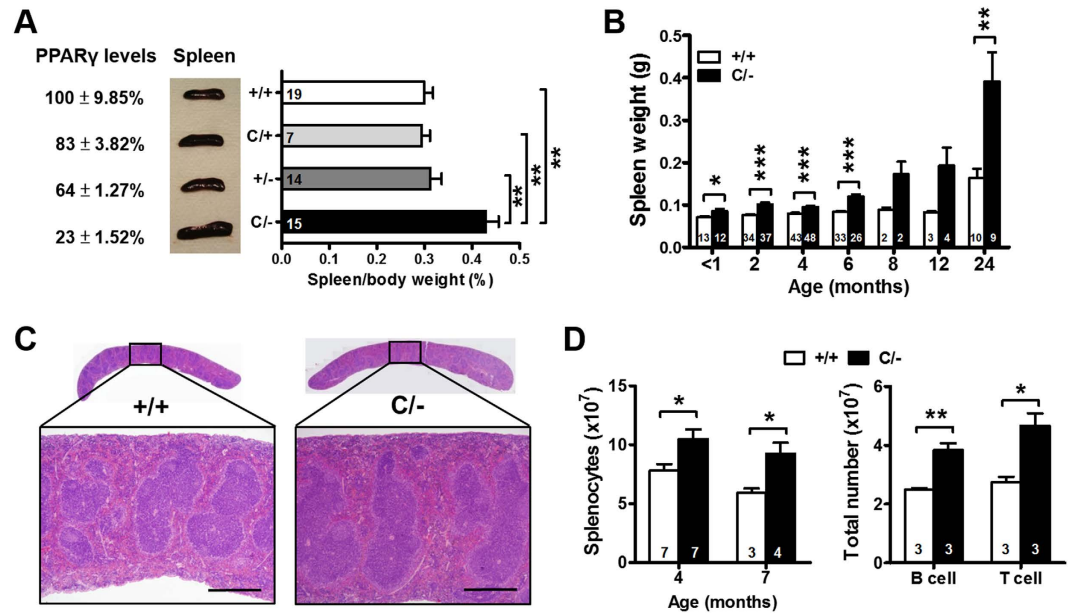 A
PPARγ levels Spleen
100 ± 9.85%
83 ± 3.82%
64 ± 1.27%
23 ± 1.52%
+/+
C/+
+/-
C/-
19
7
14
15
**
**
**
0.0 0.1 0.2 0.3 0.4 0.5
Spleen/body weight (%)
B
+/+
C/-
Spleen weight (g)
0.5
0.4
0.3
0.2
0.1
0.0
* *** *** *** **
13 12 34 37 43 48 33 26 2 2 3 4 10 9
<1 2 4 6 8 12 24
Age (months)
C
+/+ C/-
D
+/+ C/-
Splenocytes (x10⁷)
15
10
5
0
* *
7 7 3 4
4 7
Age (months)
Total number (x10⁷)
6
4
2
0
** *
3 3 3 3
B cell T cell